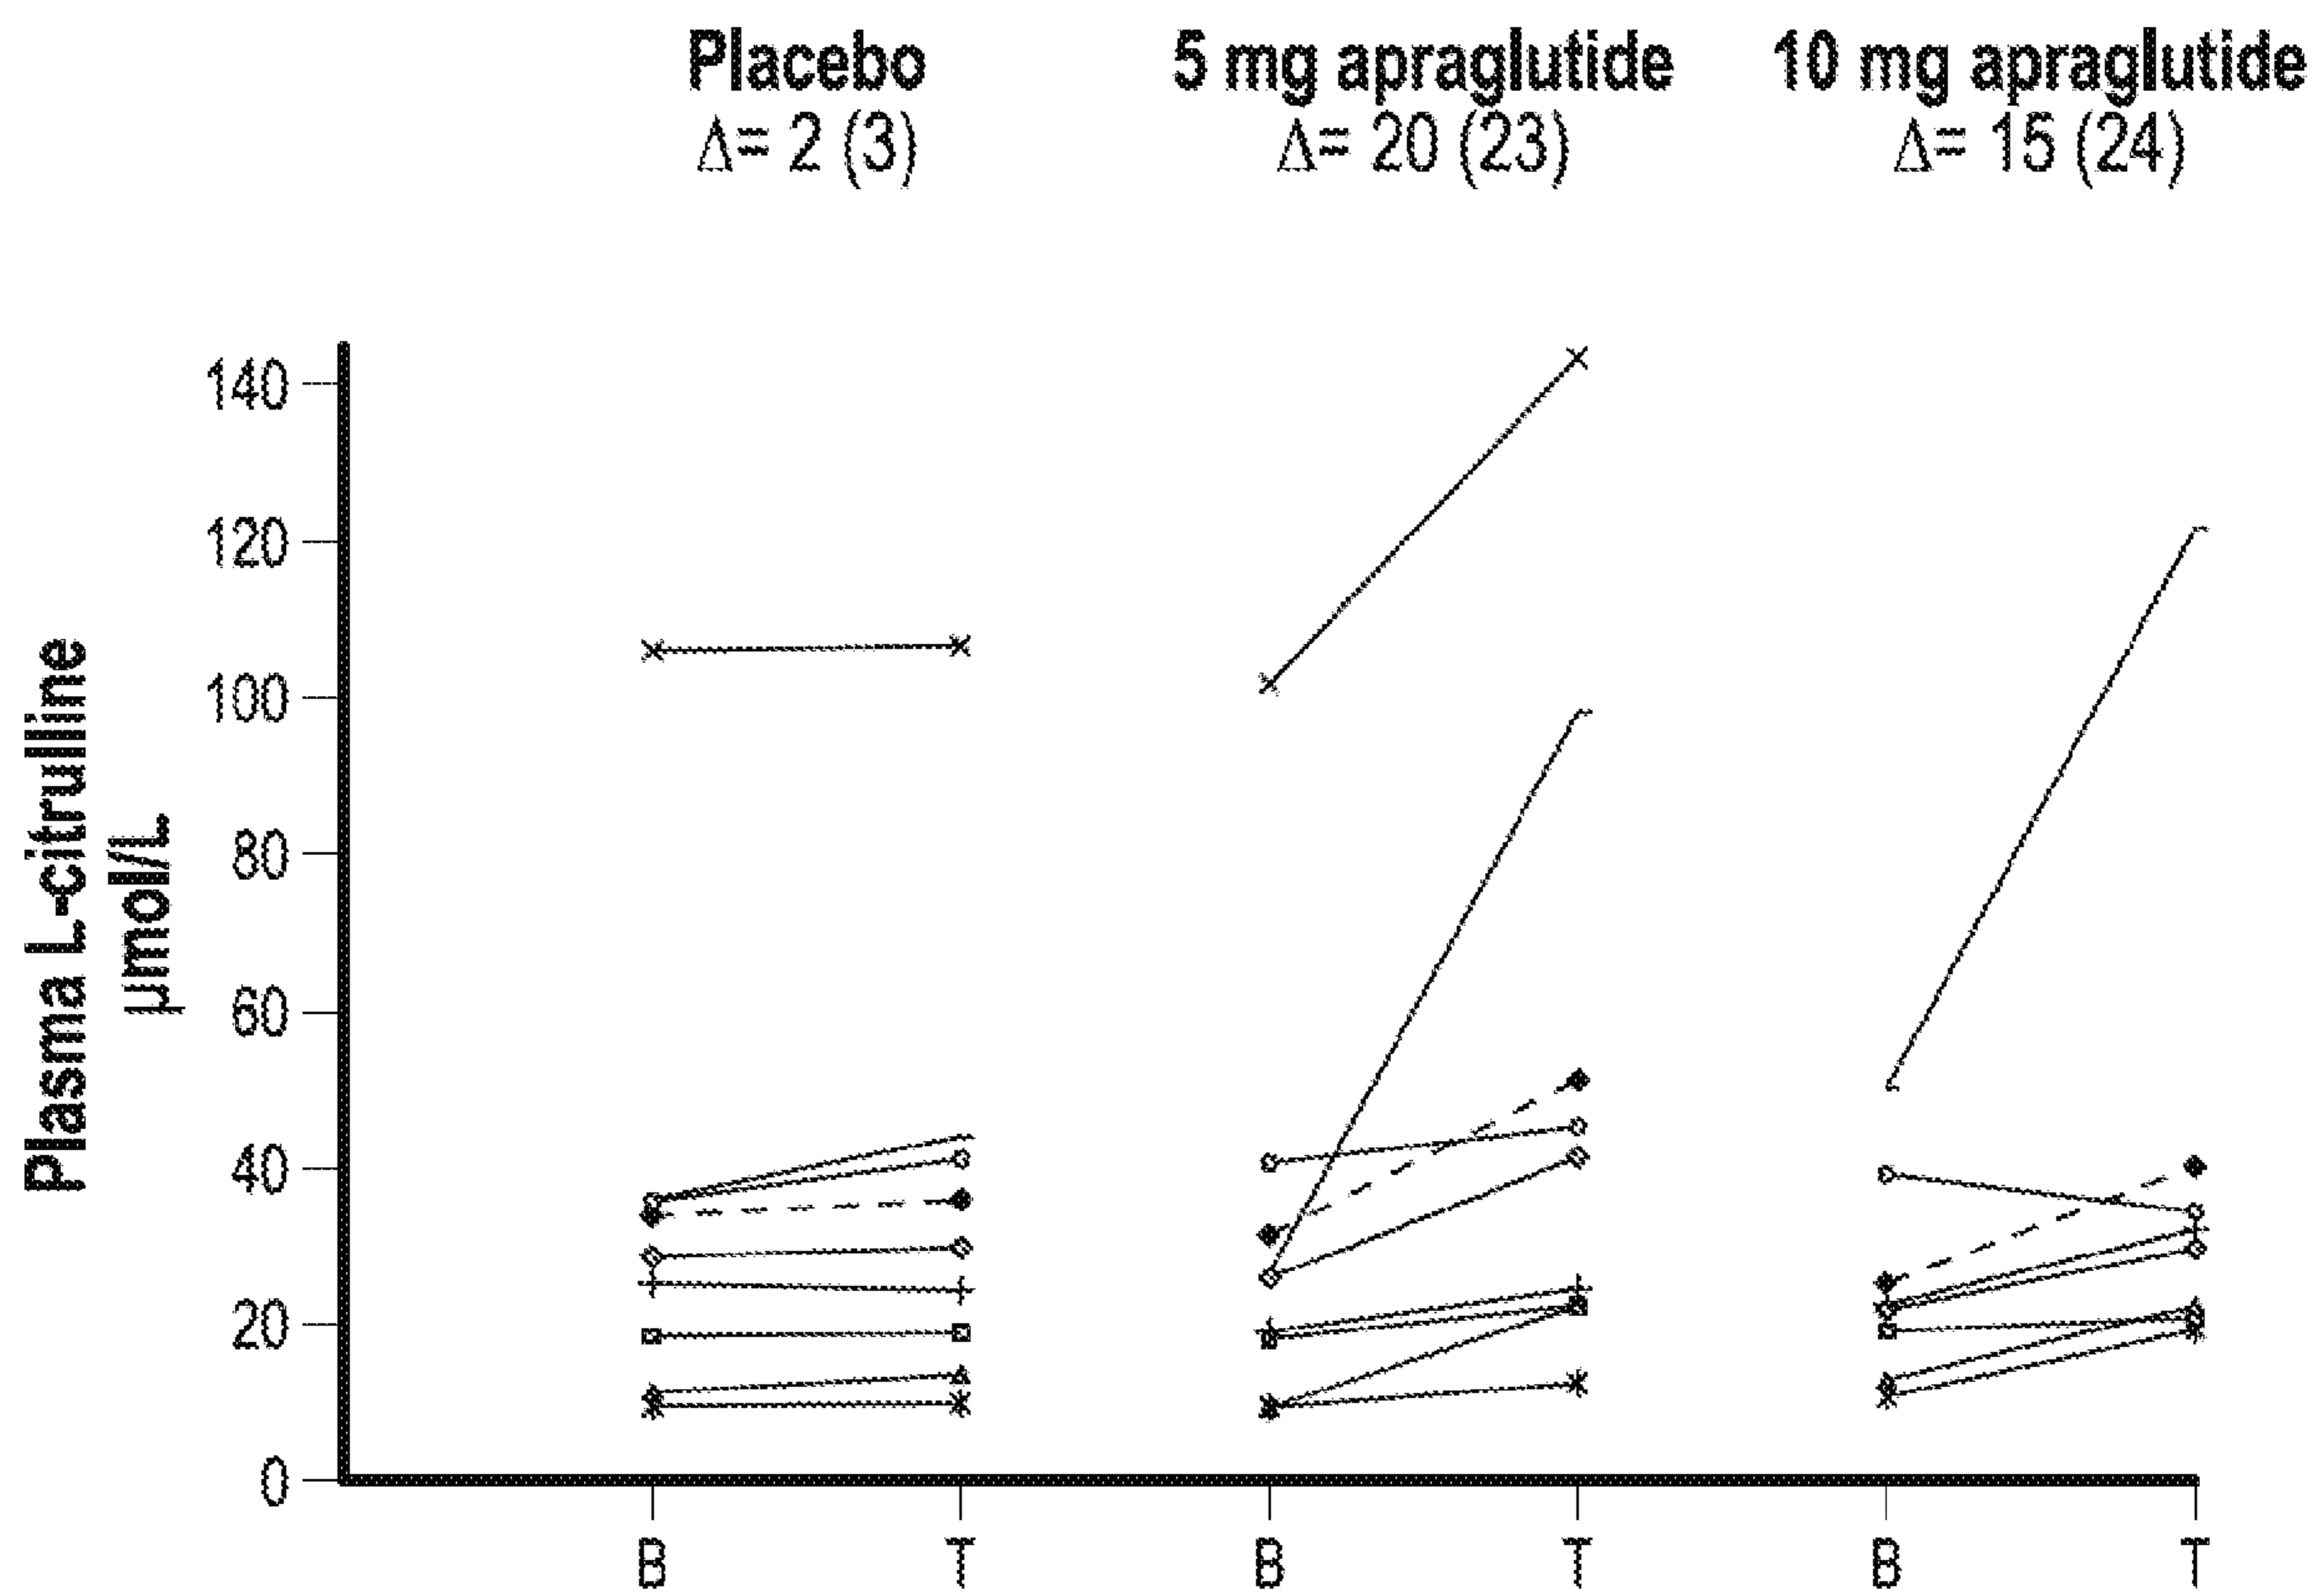 Placebo
Δ= 2 (3)
5 mg apraglutide
Δ= 20 (23)
10 mg apraglutide
Δ= 15 (24)
Plasma L-citrulline
µmol/L
140
120
100
80
60
40
20
0
B
T
B
T
B
T